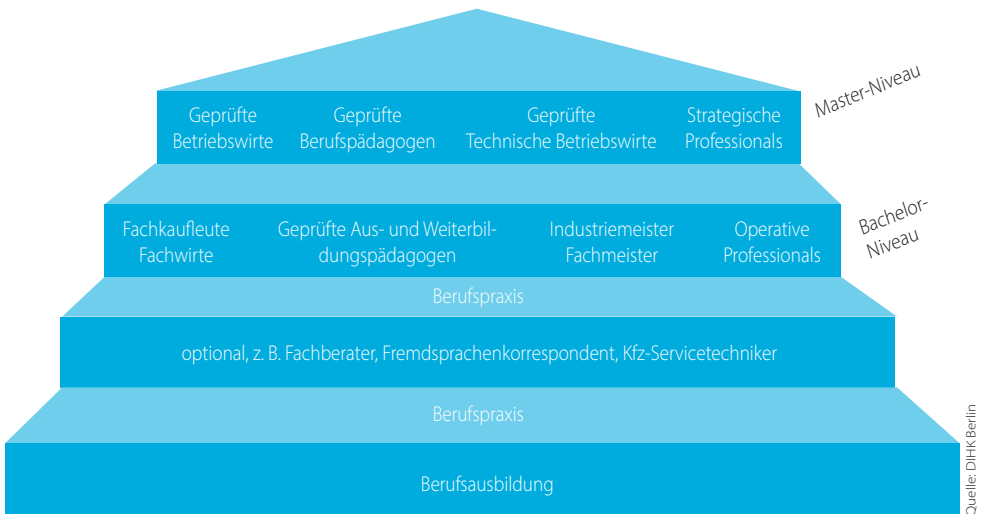 Geprüfte
Betriebswirte
Geprüfte
Berufspädagogen
Geprüfte
Technische Betriebswirte
Strategische
Professionals
Master-Niveau
Fachkaufleute
Fachwirte
Geprüfte Aus- und Weiterbil-
dungspädagogen
Industriemeister
Fachmeister
Operative
Professionals
Bachelor-
Niveau
Berufspraxis
optional, z. B. Fachberater, Fremdsprachenkorrespondent, Kfz-Servicetechniker
Berufspraxis
Berufsausbildung
Quelle: DIHK Berlin